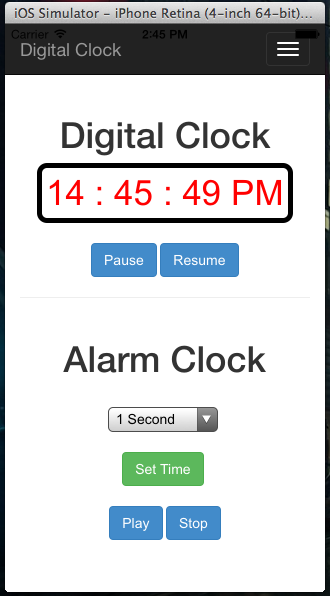 iOS Simulator - iPhone Retina (4-inch 64-bit)...
Carrier 2:45 PM
Digital Clock
Digital Clock
14 : 45 : 49 PM
Pause Resume
Alarm Clock
1 Second
Set Time
Play Stop